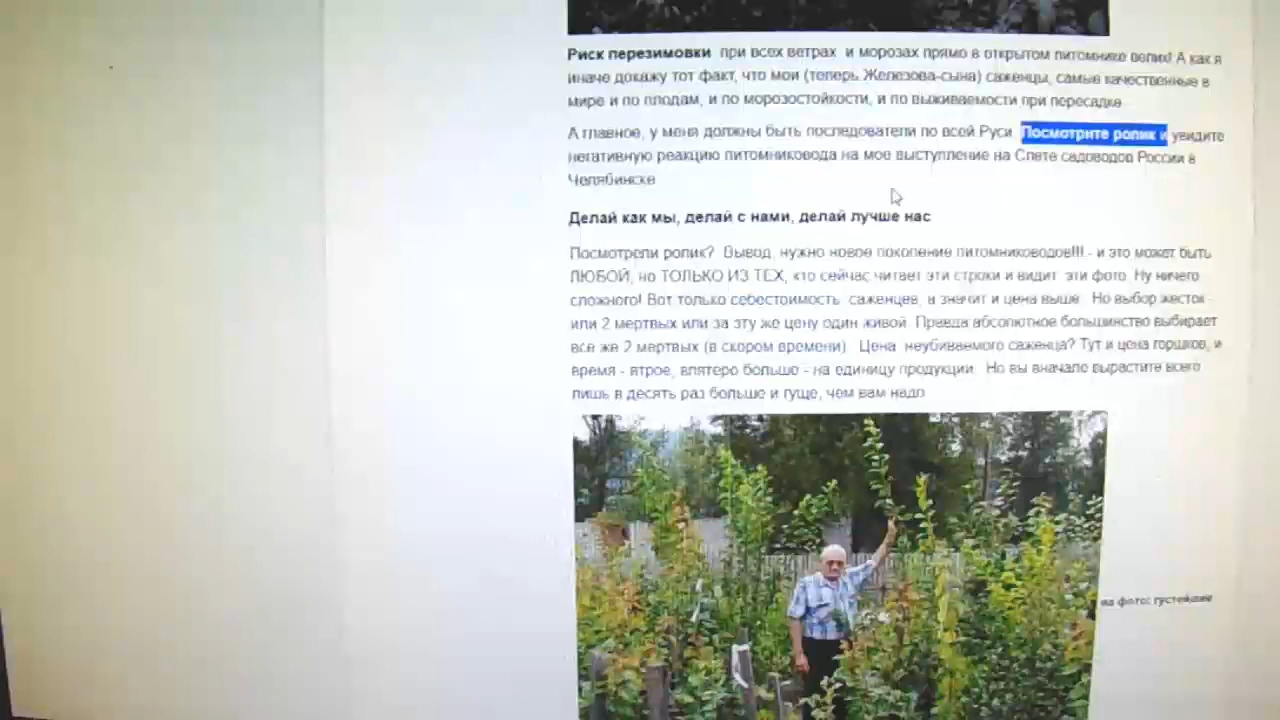 Риск перезимовки при всех ветрах и морозах прямо в открытом питомнике велик! А как я
иначе докажу тот факт, что мои (теперь Железова-сына) саженцы, самые качественные в
мире и по плодам, и по морозостойкости, и по выживаемости при пересадке
А главное, у меня должны быть последователи по всей Руси Посмотрите ролик и увидите
негативную реакцию питомниковода на мое выступление на Слете садоводов России в
Челябинске
Делай как мы, делай с нами, делай лучше нас
Посмотрели ролик? Вывод, нужно новое поколение питомниководов!!! - и это может быть
ЛЮБОЙ, но ТОЛЬКО ИЗ ТЕХ, кто сейчас читает эти строки и видит эти фото. Ну ничего
сложного! Вот только себестоимость саженцев, а значит и цена выше. Но выбор жесток -
или 2 мертвых или за эту же цену один живой. Правда абсолютное большинство выбирает
все же 2 мертвых (в скором времени). Цена неубиваемого саженца? Тут и цена горшков, и
время - втрое, впятеро больше - на единицу продукции. Но вы вначале вырастите всего
лишь в десять раз больше и гуще, чем вам надо
на фото: густейший